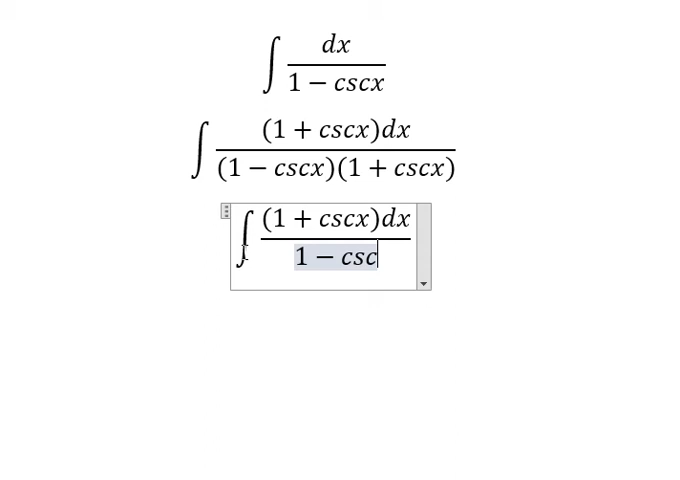 ∫ dx / (1 − cscx)
∫ (1 + cscx)dx / (1 − cscx)(1 + cscx)
∫ (1 + cscx)dx / (1 − csc)